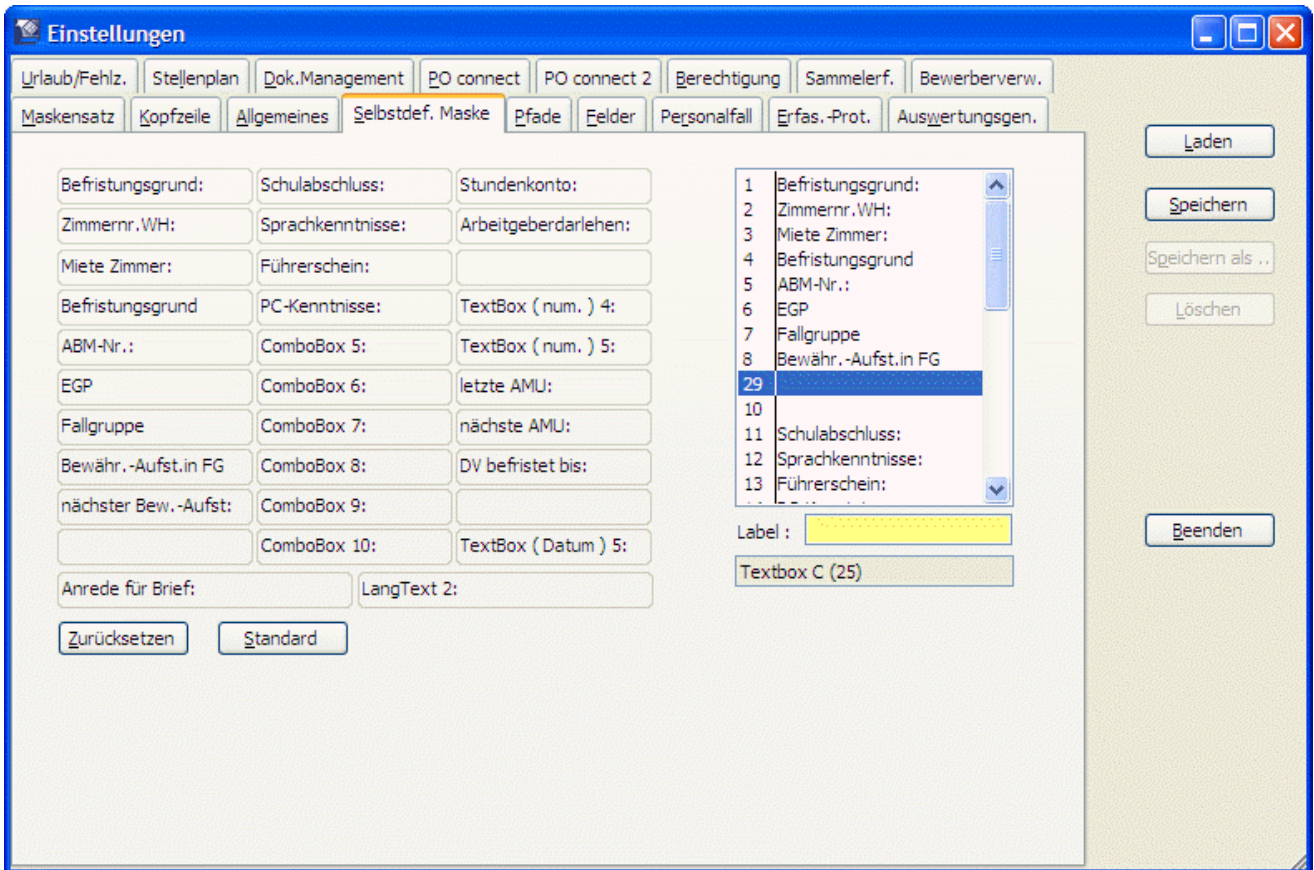 Einstellungen
Urlaub/Fehlz. Stellenplan Dok.Management PO connect PO connect 2 Berechtigung Sammelerf. Bewerberverw.
Maskensatz Kopfzeile Allgemeines Selbstdef. Maske Pfade Felder Personalfall Erfas.-Prot. Auswertungsgen.
Befristungsgrund: Schulabschluss: Stundenkonto:
Zimmernr.WH: Sprachkenntnisse: Arbeitgeberdarlehen:
Miete Zimmer: Führerschein:
Befristungsgrund PC-Kenntnisse: TextBox ( num. ) 4:
ABM-Nr.: ComboBox 5: TextBox ( num. ) 5:
EGP ComboBox 6: letzte AMU:
Fallgruppe ComboBox 7: nächste AMU:
Bewähr.-Aufst.in FG ComboBox 8: DV befristet bis:
nächster Bew.-Aufst: ComboBox 9:
ComboBox 10: TextBox ( Datum ) 5:
Anrede für Brief: LangText 2:
Zurücksetzen Standard
1 Befristungsgrund:
2 Zimmernr.WH:
3 Miete Zimmer:
4 Befristungsgrund
5 ABM-Nr.:
6 EGP
7 Fallgruppe
8 Bewähr.-Aufst.in FG
29
10
11 Schulabschluss:
12 Sprachkenntnisse:
13 Führerschein:
Label :
Textbox C (25)
Laden
Speichern
Speichern als ..
Löschen
Beenden